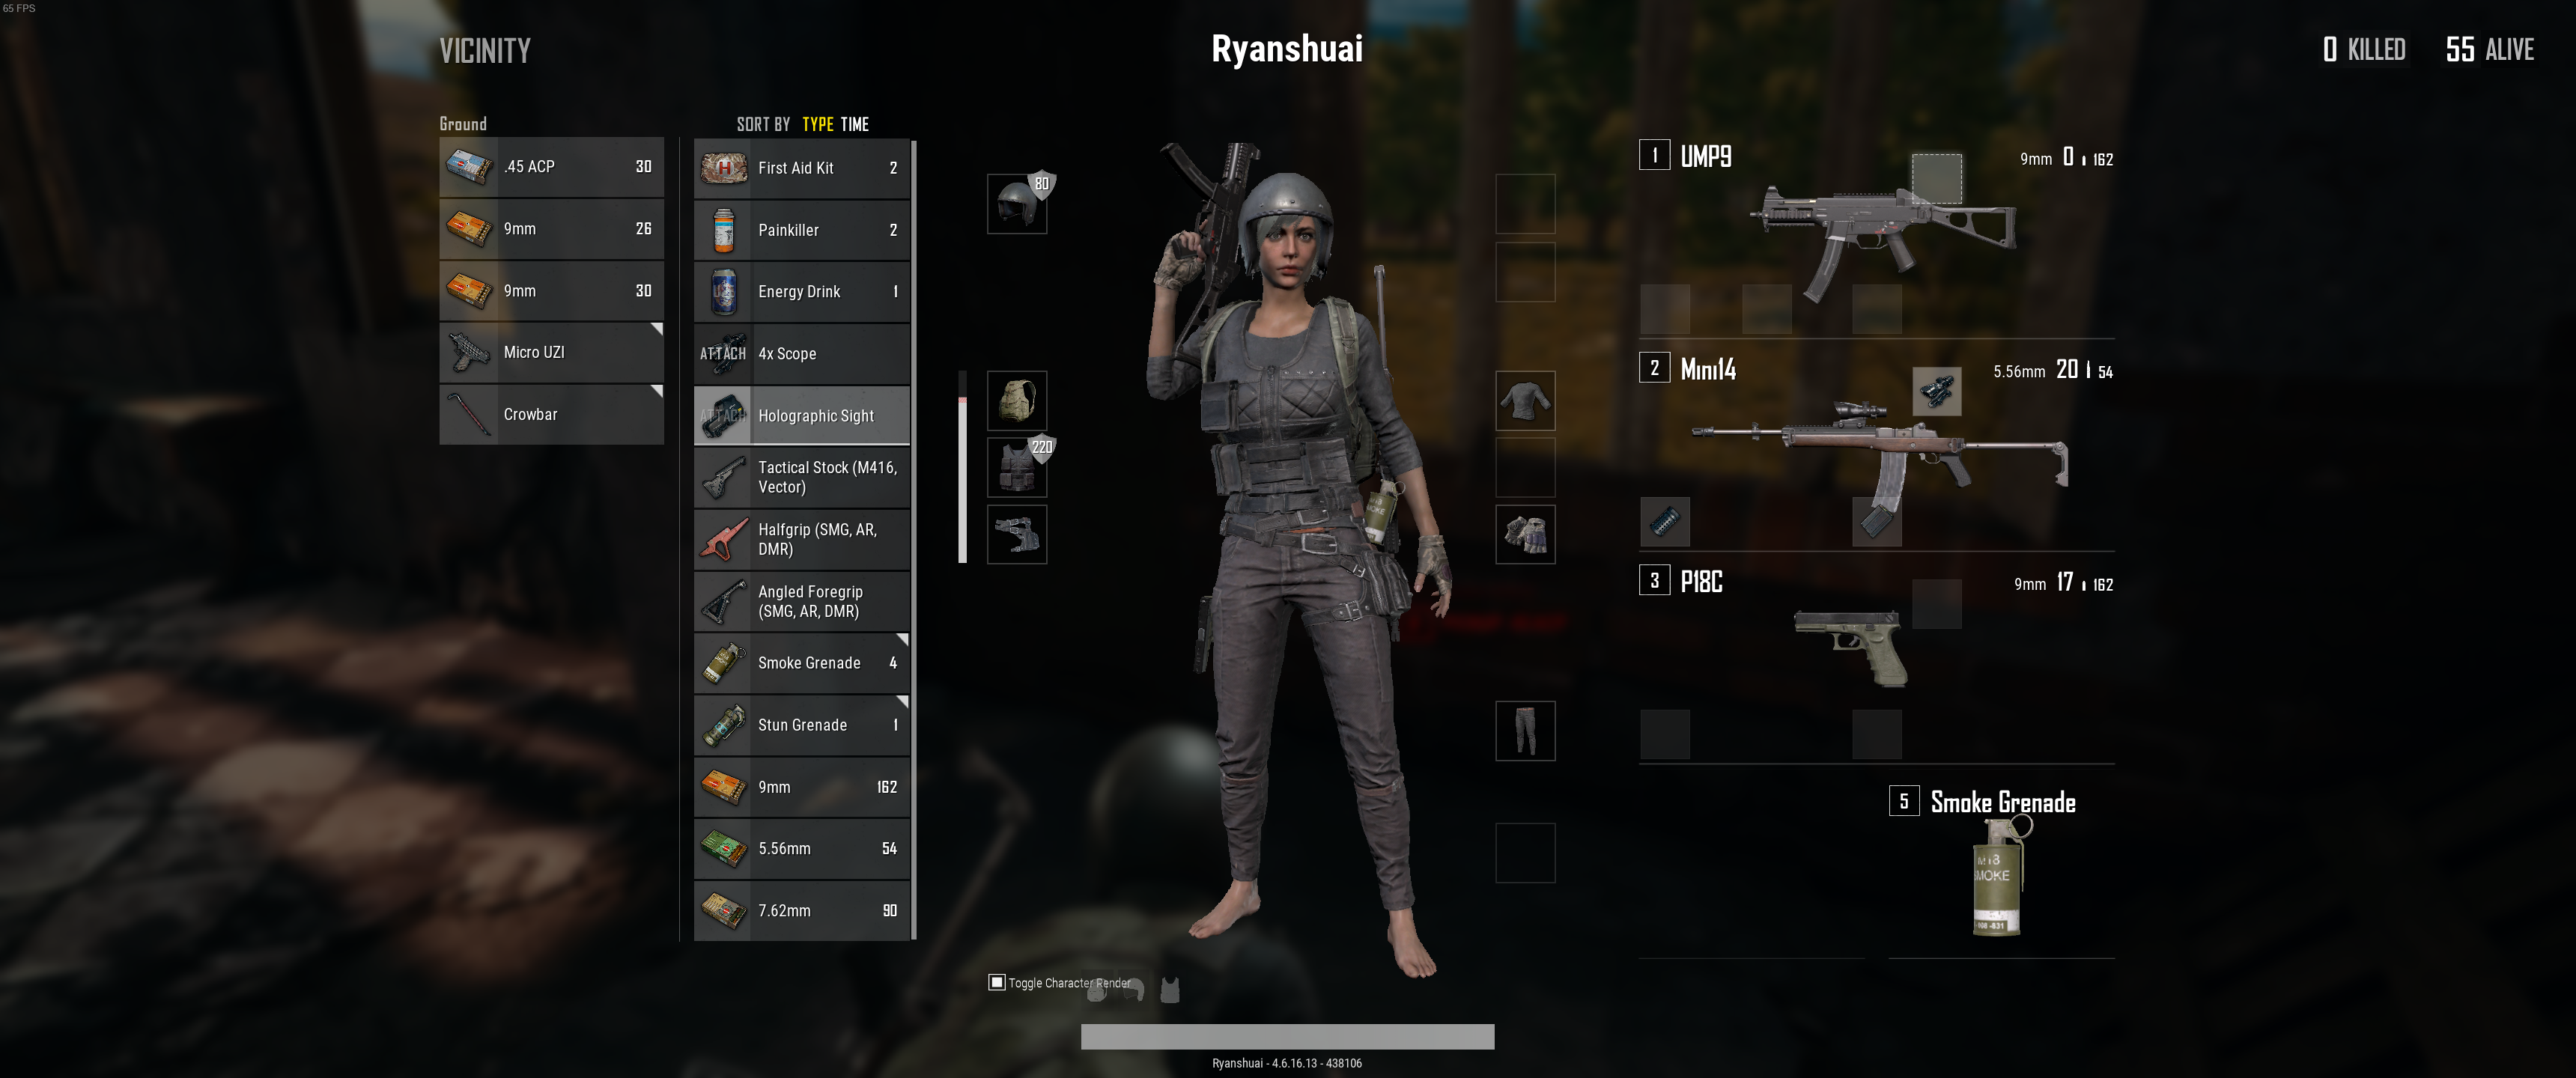 65 FPS
VICINITY
Ryanshuai
0 KILLED 55 ALIVE
Ground
SORT BY TYPE TIME
.45 ACP 30
9mm 26
9mm 30
Micro UZI
Crowbar
First Aid Kit 2
Painkiller 2
Energy Drink 1
ATTACH 4x Scope
ATTACH Holographic Sight
Tactical Stock (M416,
Vector)
Halfgrip (SMG, AR,
DMR)
Angled Foregrip
(SMG, AR, DMR)
Smoke Grenade 4
Stun Grenade 1
9mm 162
5.56mm 54
7.62mm 90
80
220
1 UMP9 9mm 0 162
2 Mini14 5.56mm 20 54
3 P18C 9mm 17 162
5 Smoke Grenade
M18
SMOKE
Toggle Character Render
Ryanshuai - 4.6.16.13 - 438106